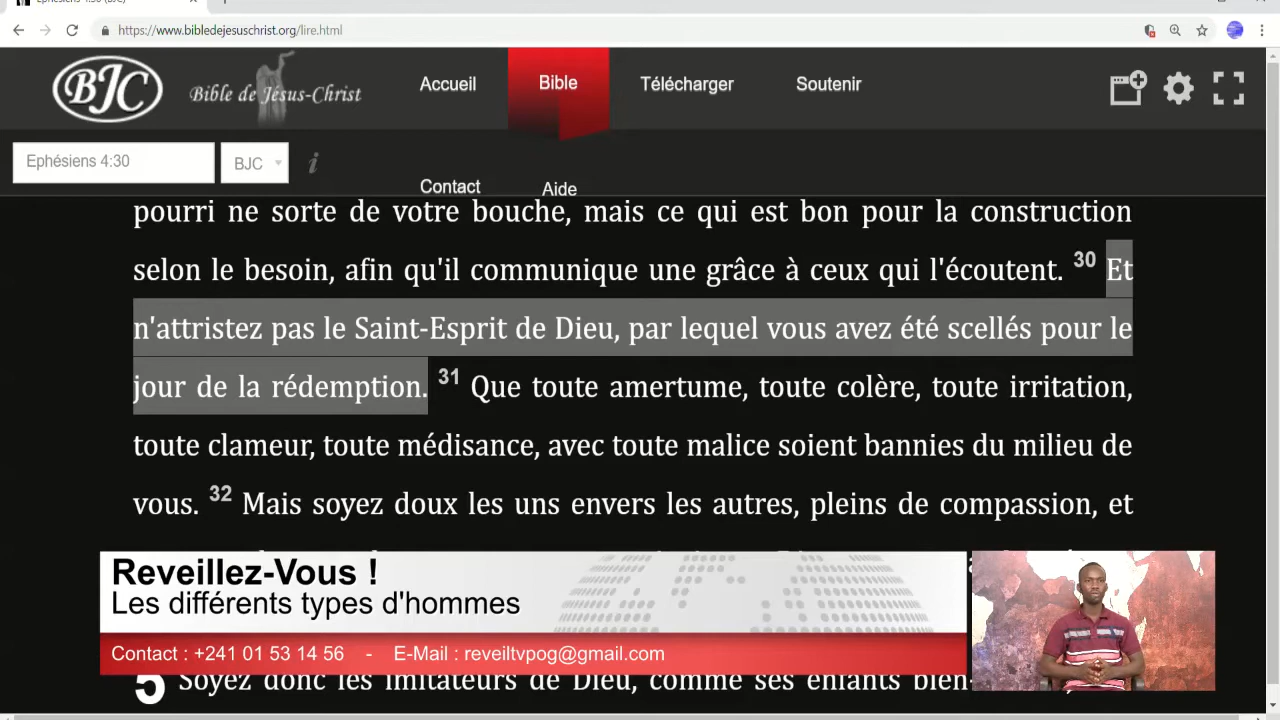 Ephésiens 4:30 (BJC)
https://www.bibledejesuschrist.org/lire.html
BJC
Bible de Jésus-Christ
Accueil
Bible
Télécharger
Soutenir
Ephésiens 4:30
BJC
i
Contact
Aide
pourri ne sorte de votre bouche, mais ce qui est bon pour la construction
selon le besoin, afin qu'il communique une grâce à ceux qui l'écoutent. 30 Et
n'attristez pas le Saint-Esprit de Dieu, par lequel vous avez été scellés pour le
jour de la rédemption. 31 Que toute amertume, toute colère, toute irritation,
toute clameur, toute médisance, avec toute malice soient bannies du milieu de
vous. 32 Mais soyez doux les uns envers les autres, pleins de compassion, et
Reveillez-Vous !
Les différents types d'hommes
Contact : +241 01 53 14 56 - E-Mail : reveiltvpog@gmail.com
5 Soyez donc les imitateurs de Dieu, comme ses enfants bien-